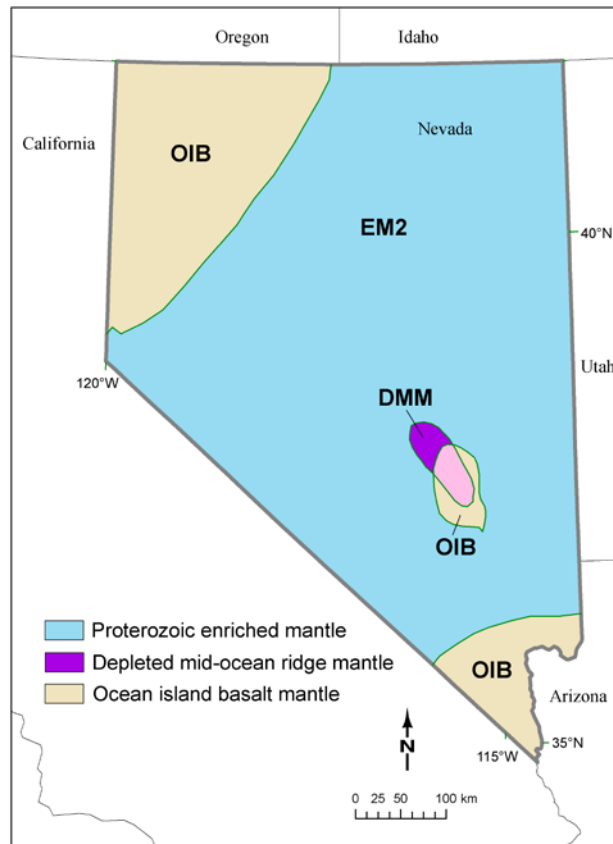 Oregon
Idaho
California
Nevada
OIB
EM2
40°N
Utah
120°W
DMM
OIB
Proterozoic enriched mantle
Depleted mid-ocean ridge mantle
Ocean island basalt mantle
OIB
Arizona
N
115°W
35°N
0 25 50 100 km